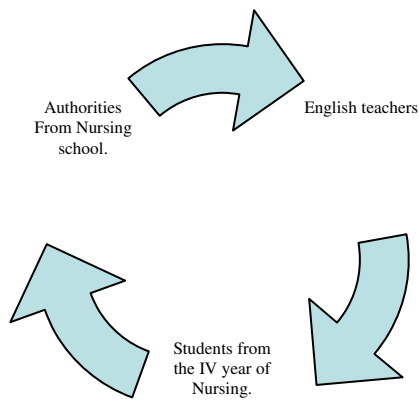 Authorities
From Nursing
school.
English teachers
Students from
the IV year of
Nursing.